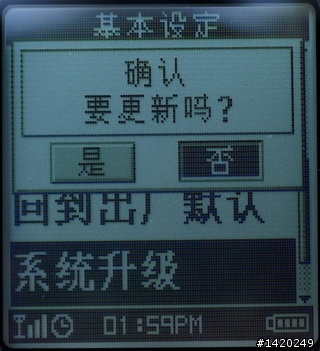 基本设定
确认
要更新吗?
是 否
回到出厂默认
系统升级
01:59PM
#1420249